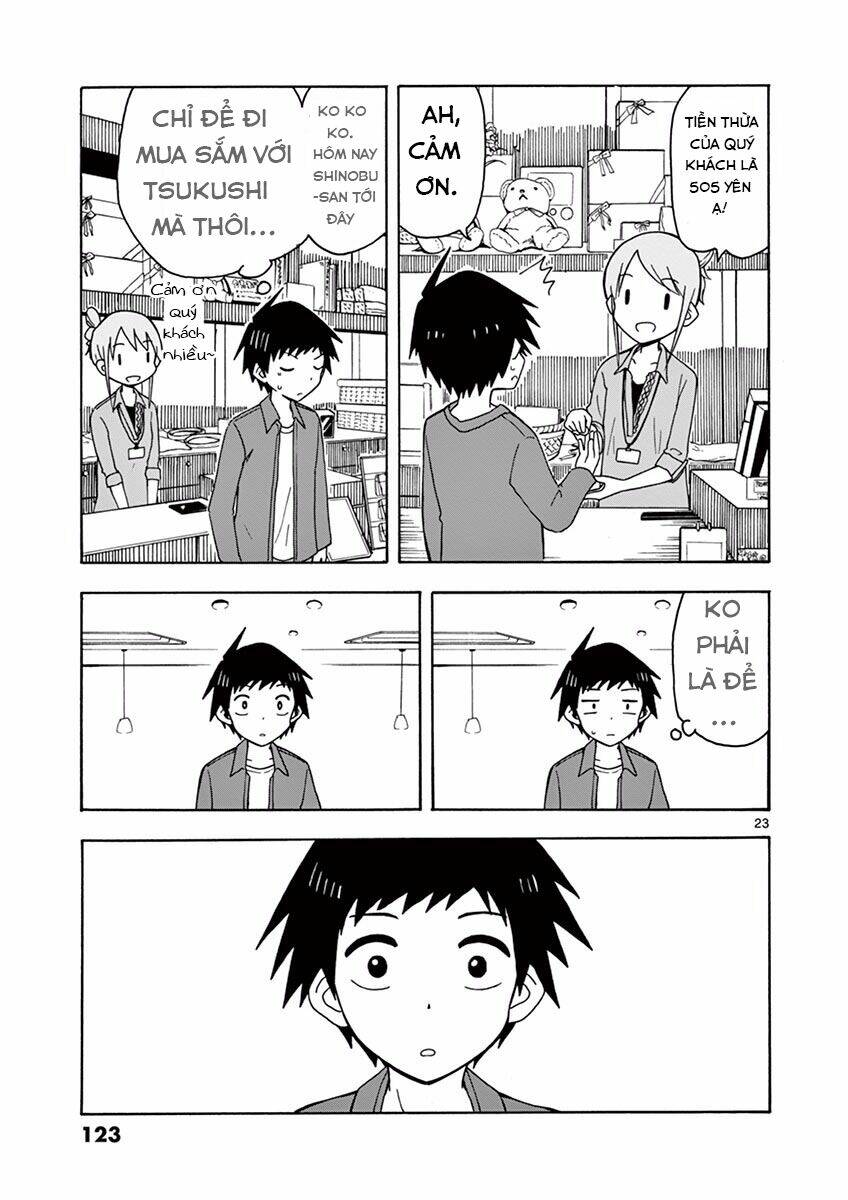 TIỀN THỪA
CỦA QUÝ
KHÁCH LÀ
505 YÊN
Ạ!
AH,
CẢM
ƠN.
KO KO
KO.
HÔM NAY
SHINOBU
-SAN TỚI
ĐÂY
CHỈ ĐỂ ĐI
MUA SẮM VỚI
TSUKUSHI
MÀ THÔI...
Cảm ơn
quý
khách
nhiều~
KO
PHẢI
LÀ ĐỂ
...
23
123